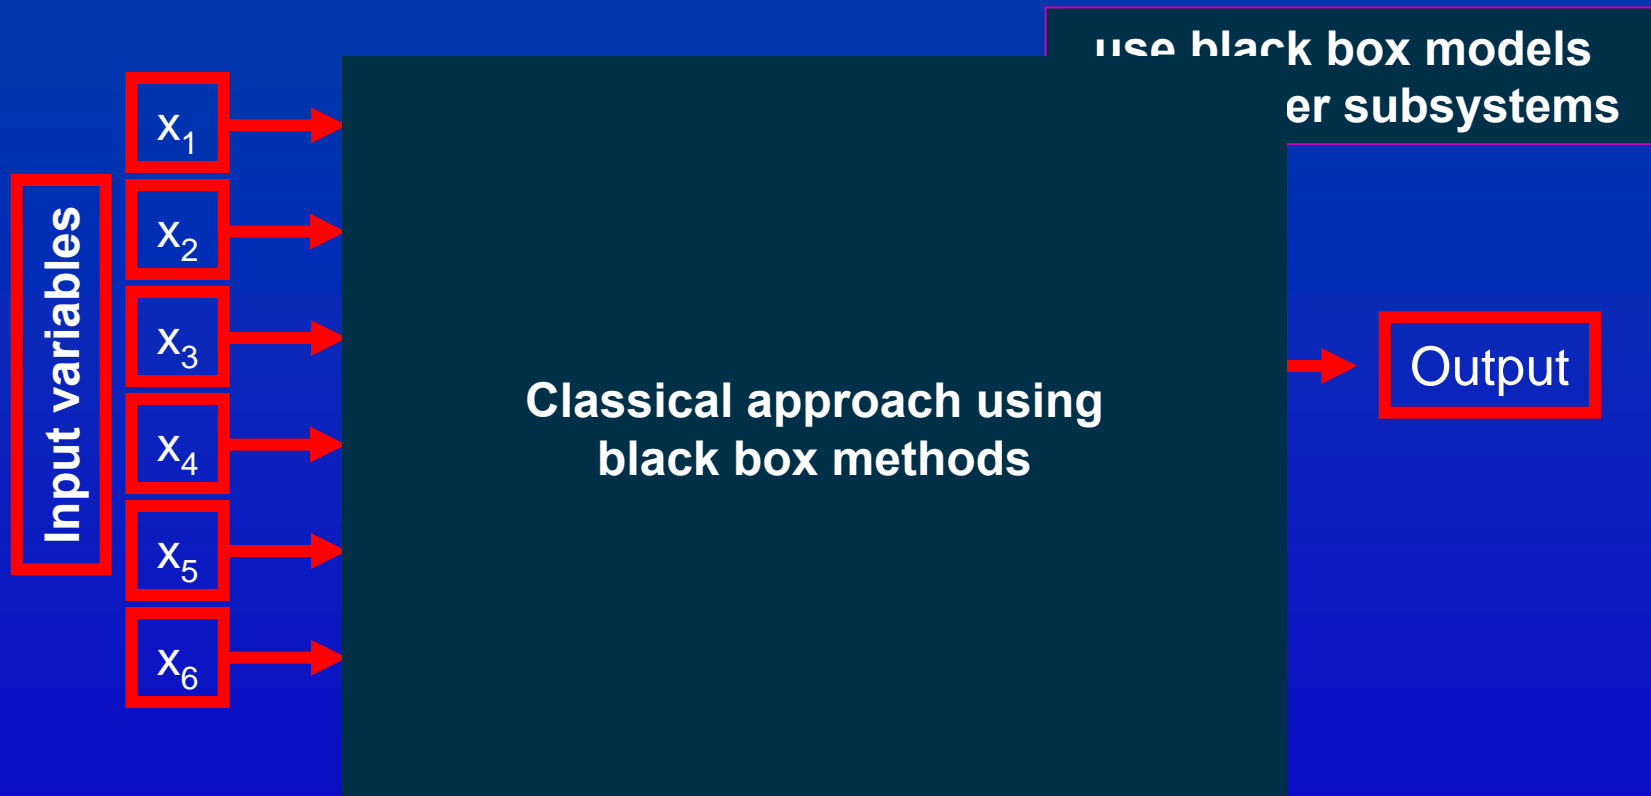 use black box models
er subsystems
Input variables
x1
x2
x3
x4
x5
x6
Classical approach using
black box methods
Output